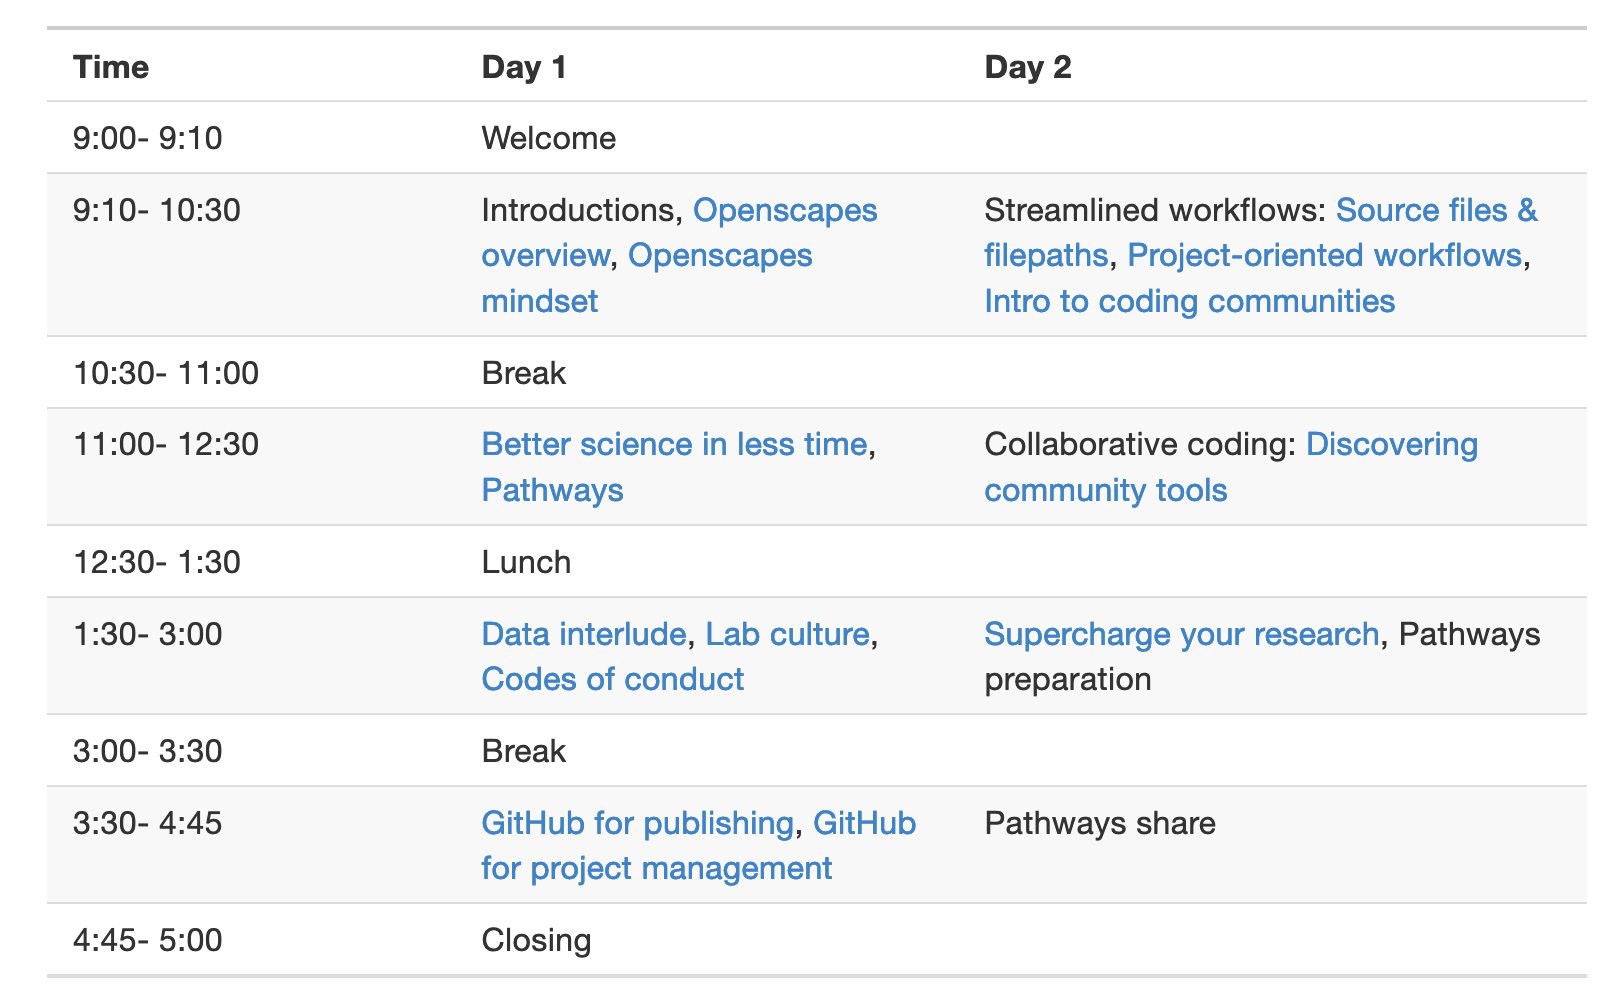 Time Day 1 Day 2
9:00- 9:10 Welcome
9:10- 10:30 Introductions, Openscapes Streamlined workflows: Source files &
overview, Openscapes filepaths, Project-oriented workflows,
mindset Intro to coding communities
10:30- 11:00 Break
11:00- 12:30 Better science in less time, Collaborative coding: Discovering
Pathways community tools
12:30- 1:30 Lunch
1:30- 3:00 Data interlude, Lab culture, Supercharge your research, Pathways
Codes of conduct preparation
3:00- 3:30 Break
3:30- 4:45 GitHub for publishing, GitHub Pathways share
for project management
4:45- 5:00 Closing